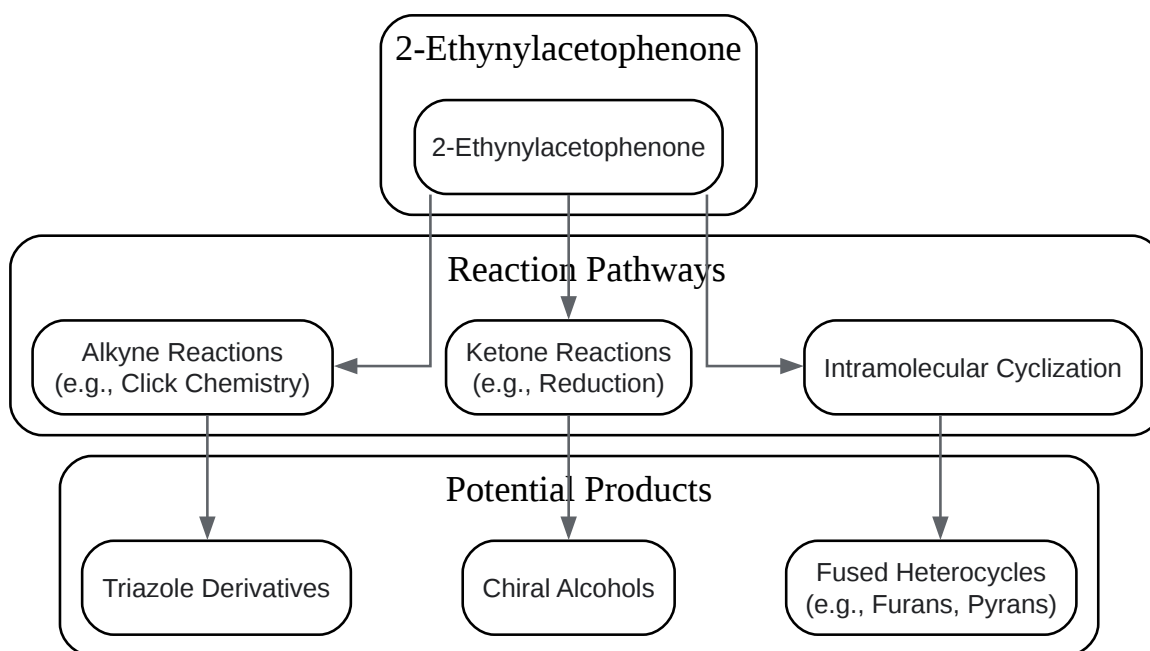 2-Ethynylacetophenone
2-Ethynylacetophenone
Reaction Pathways
Alkyne Reactions
(e.g., Click Chemistry)
Ketone Reactions
(e.g., Reduction)
Intramolecular Cyclization
Potential Products
Triazole Derivatives
Chiral Alcohols
Fused Heterocycles
(e.g., Furans, Pyrans)